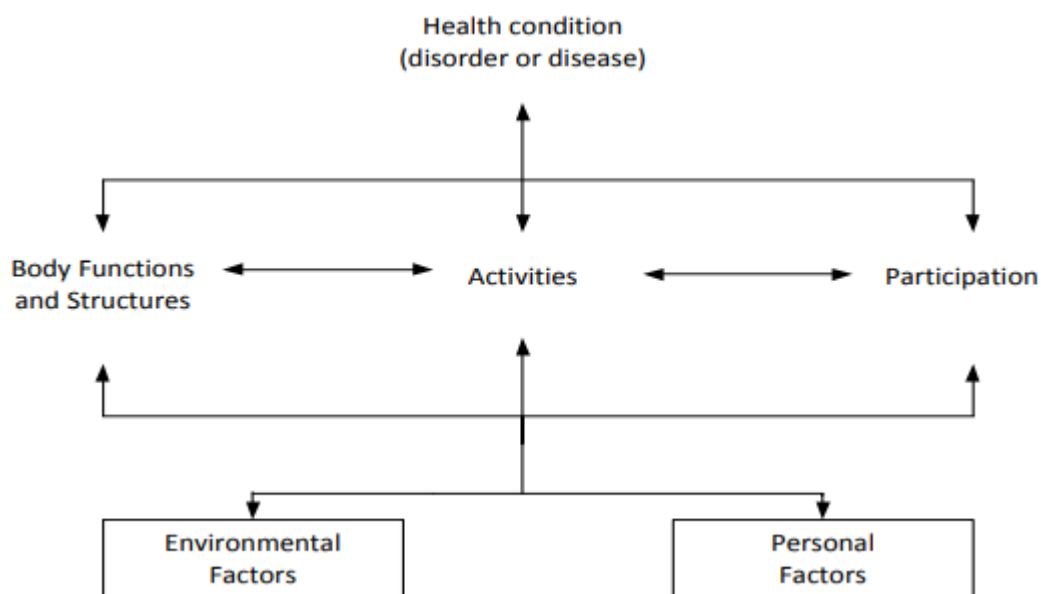 Health condition
(disorder or disease)
Body Functions
and Structures
Activities
Participation
Environmental
Factors
Personal
Factors